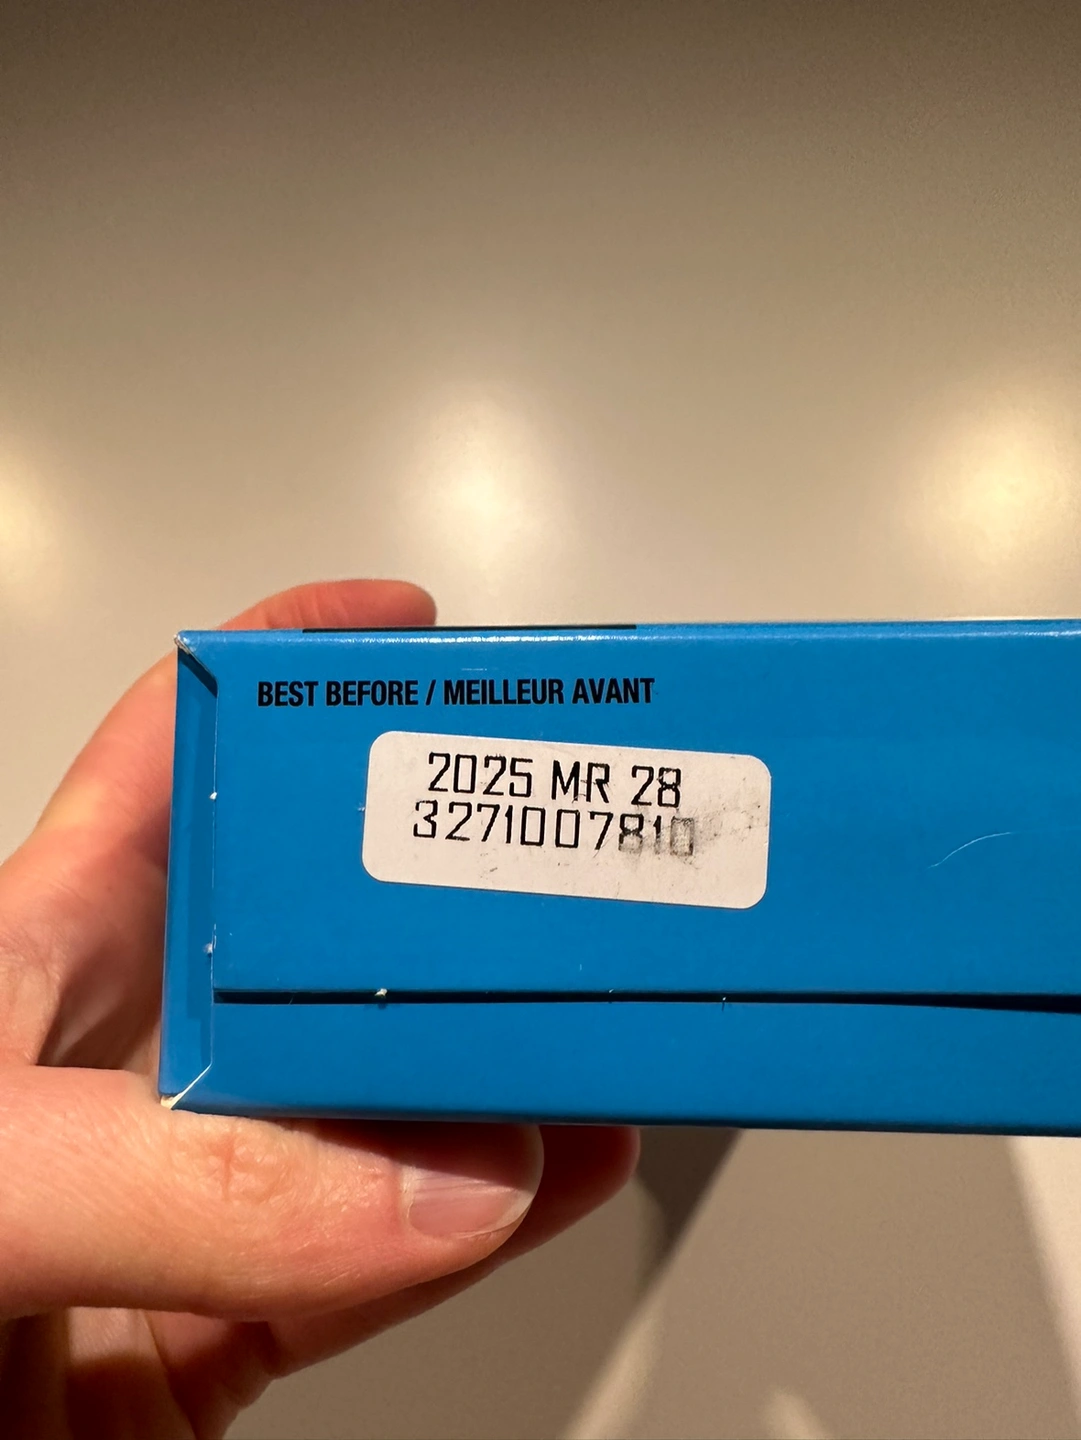 BEST BEFORE / MEILLEUR AVANT
2025 MR 28
3271007810